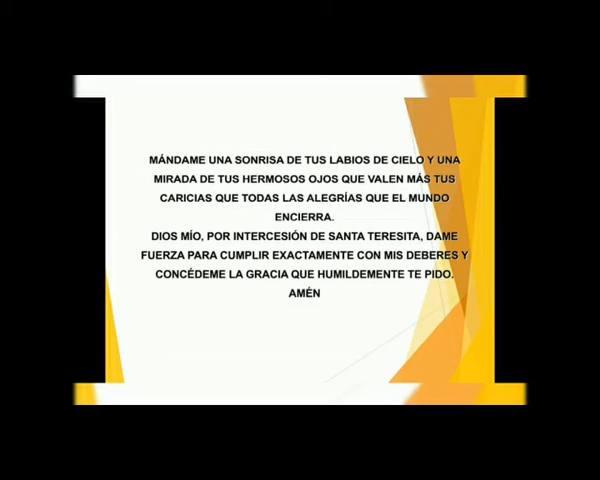 MÁNDAME UNA SONRISA DE TUS LABIOS DE CIELO Y UNA
MIRADA DE TUS HERMOSOS OJOS QUE VALEN MÁS TUS
CARICIAS QUE TODAS LAS ALEGRÍAS QUE EL MUNDO
ENCIERRA.
DIOS MÍO, POR INTERCESIÓN DE SANTA TERESITA, DAME
FUERZA PARA CUMPLIR EXACTAMENTE CON MIS DEBERES Y
CONCÉDEME LA GRACIA QUE HUMILDEMENTE TE PIDO.
AMÉN